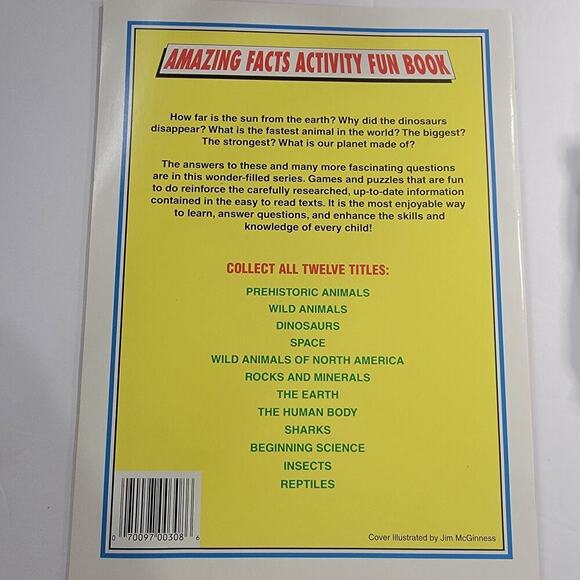 AMAZING FACTS ACTIVITY FUN BOOK
How far is the sun from the earth? Why did the dinosaurs
disappear? What is the fastest animal in the world? The biggest?
The strongest? What is our planet made of?
The answers to these and many more fascinating questions
are in this wonder-filled series. Games and puzzles that are fun
to do reinforce the carefully researched, up-to-date information
contained in the easy to read texts. It is the most enjoyable way
to learn, answer questions, and enhance the skills and
knowledge of every child!
COLLECT ALL TWELVE TITLES:
PREHISTORIC ANIMALS
WILD ANIMALS
DINOSAURS
SPACE
WILD ANIMALS OF NORTH AMERICA
ROCKS AND MINERALS
THE EARTH
THE HUMAN BODY
SHARKS
BEGINNING SCIENCE
INSECTS
REPTILES
0 70097 00308 6
Cover Illustrated by Jim McGinness